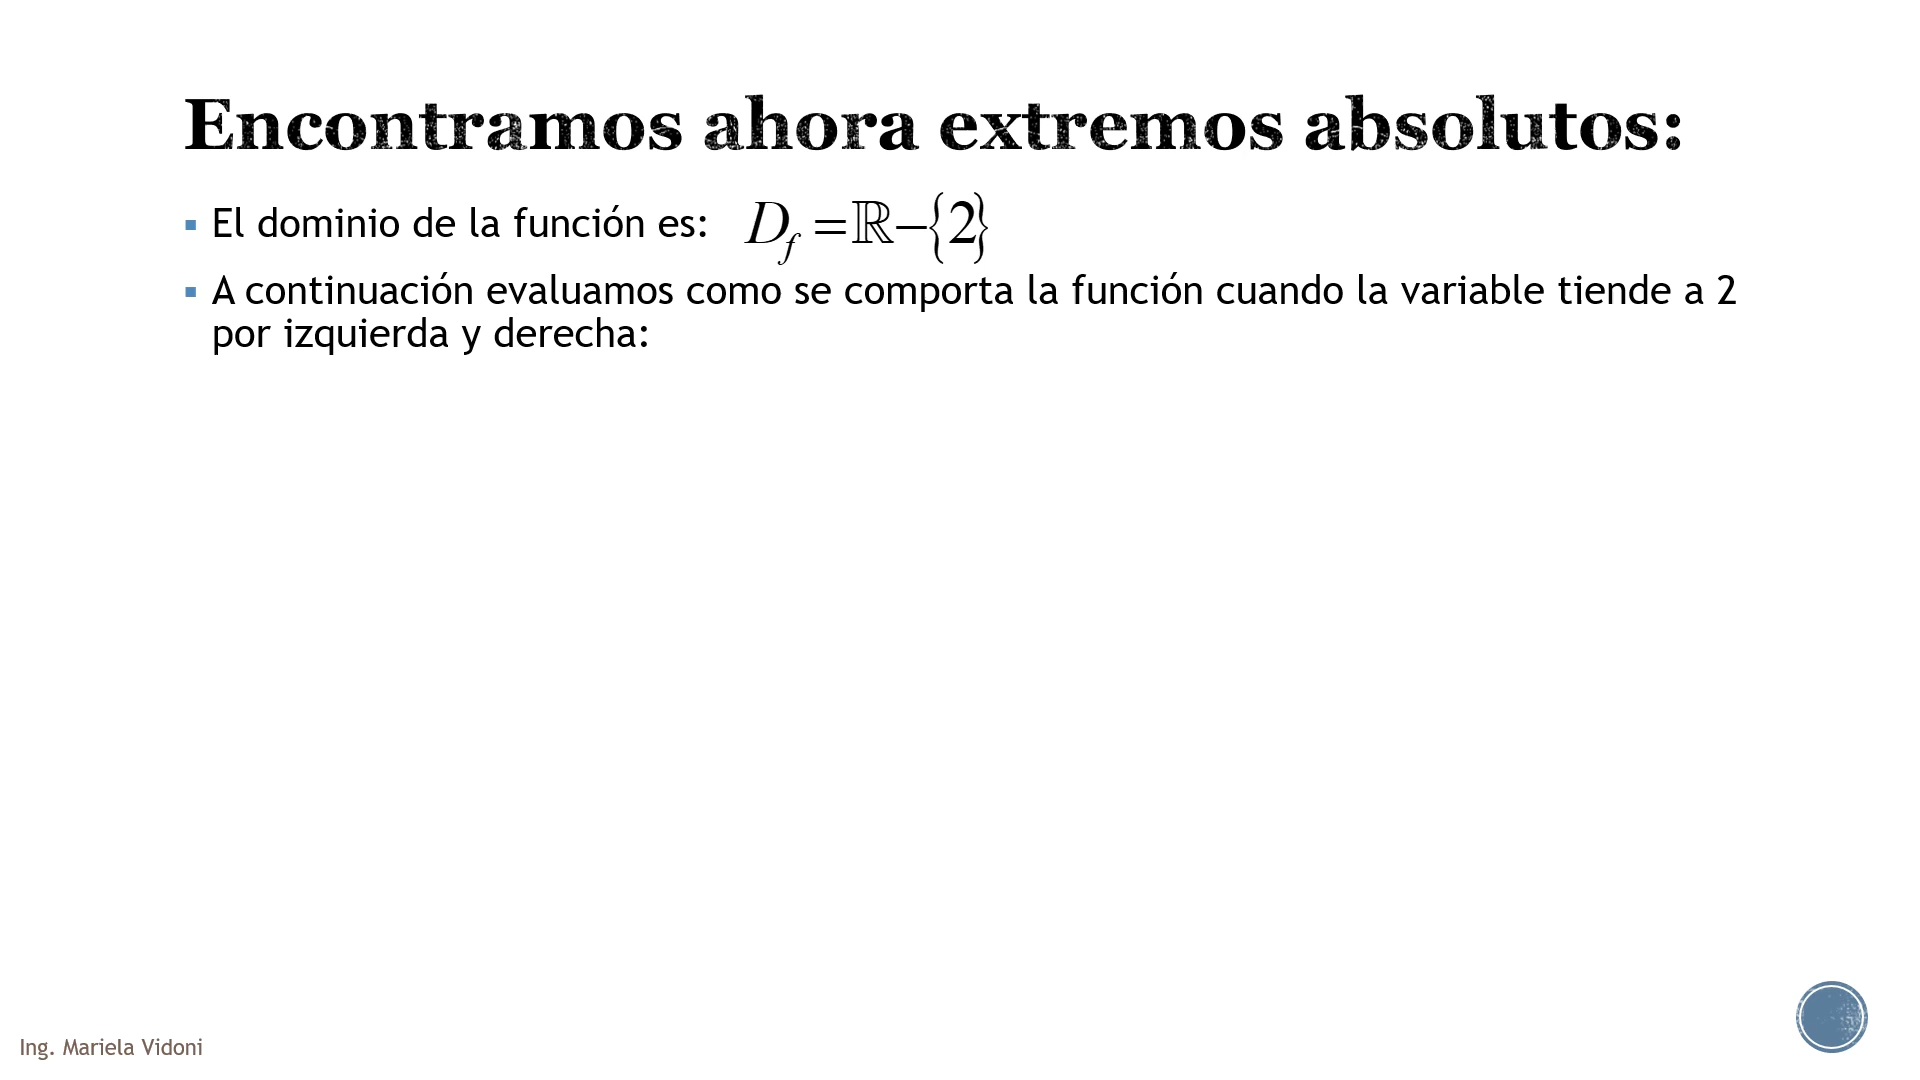 Encontramos ahora extremos absolutos:
▪ El dominio de la función es: D_f = ℝ − {2}
▪ A continuación evaluamos como se comporta la función cuando la variable tiende a 2
por izquierda y derecha:
Ing. Mariela Vidoni